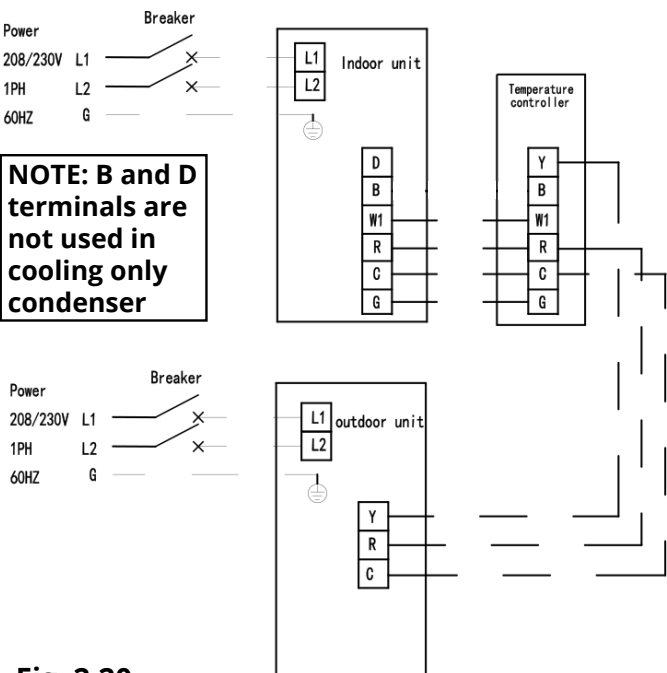 Breaker
Power
208/230V L1
1PH L2
60HZ G
L1
L2
Indoor unit
D
B
W1
R
C
G
Temperature
controller
Y
B
W1
R
C
G
NOTE: B and D
terminals are
not used in
cooling only
condenser
Breaker
Power
208/230V L1
1PH L2
60HZ G
L1
L2
outdoor unit
Y
R
C